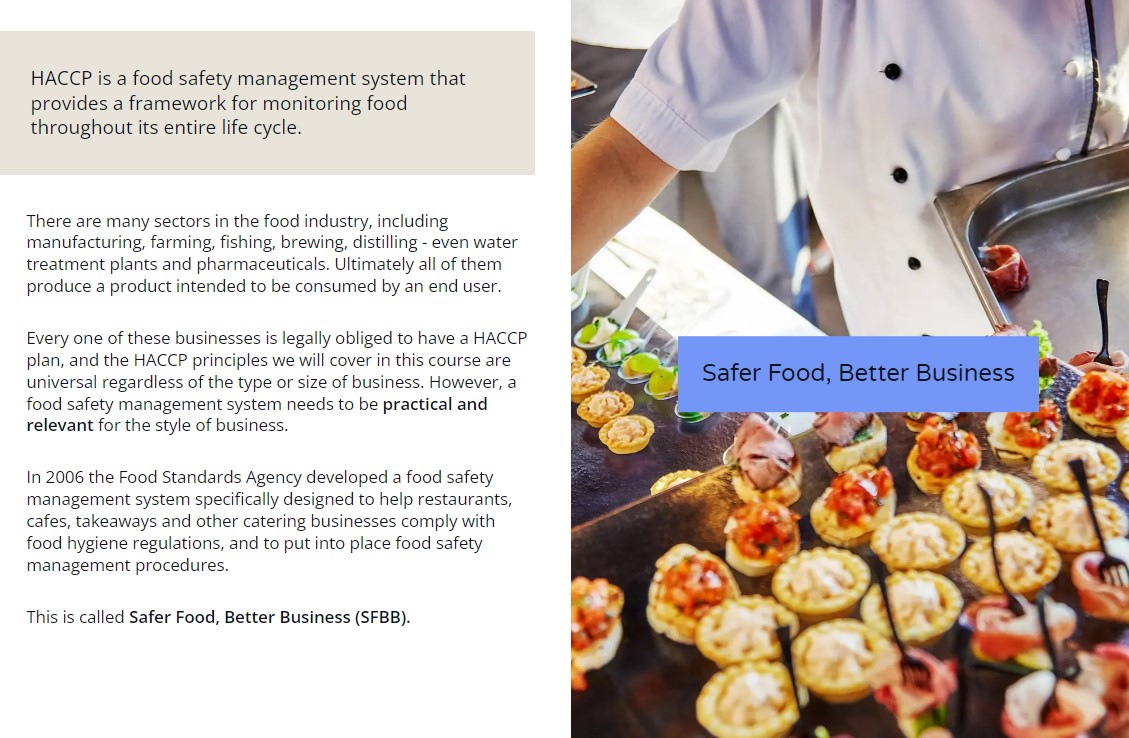 HACCP is a food safety management system that
provides a framework for monitoring food
throughout its entire life cycle.
There are many sectors in the food industry, including
manufacturing, farming, fishing, brewing, distilling - even water
treatment plants and pharmaceuticals. Ultimately all of them
produce a product intended to be consumed by an end user.
Every one of these businesses is legally obliged to have a HACCP
plan, and the HACCP principles we will cover in this course are
universal regardless of the type or size of business. However, a
food safety management system needs to be practical and
relevant for the style of business.
In 2006 the Food Standards Agency developed a food safety
management system specifically designed to help restaurants,
cafes, takeaways and other catering businesses comply with
food hygiene regulations, and to put into place food safety
management procedures.
This is called Safer Food, Better Business (SFBB).
Safer Food, Better Business